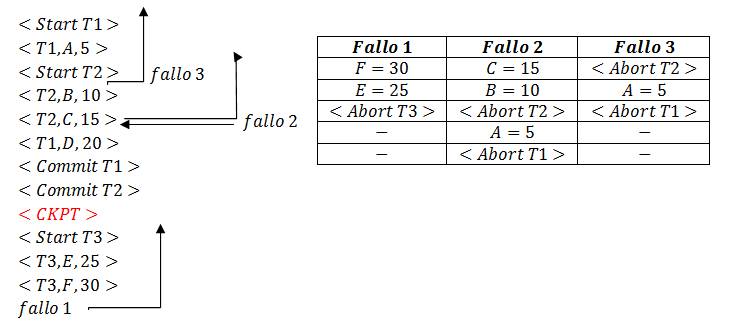 < Start T1 >
< T1, A, 5 >
< Start T2 >
fallo 3
< T2, B, 10 >
< T2, C, 15 >
fallo 2
< T1, D, 20 >
< Commit T1 >
< Commit T2 >
< CKPT >
< Start T3 >
< T3, E, 25 >
< T3, F, 30 >
fallo 1
Fallo 1 Fallo 2 Fallo 3
F = 30 C = 15 < Abort T2 >
E = 25 B = 10 A = 5
< Abort T3 > < Abort T2 > < Abort T1 >
− A = 5 −
− < Abort T1 > −